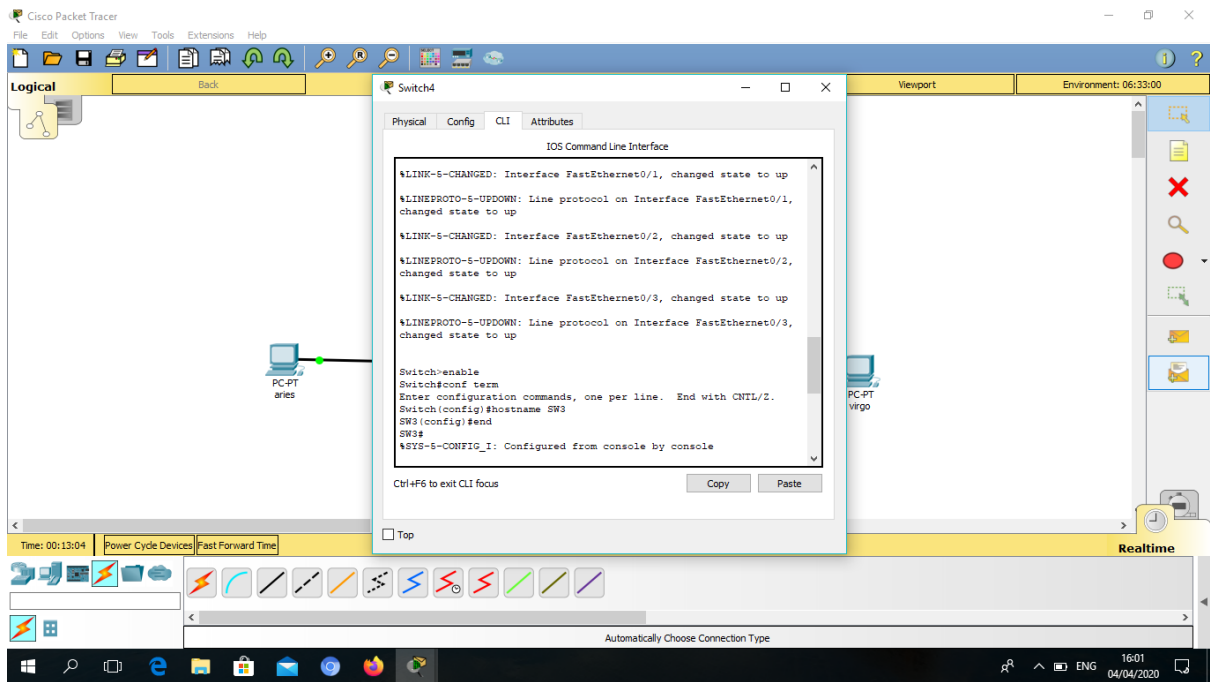 Cisco Packet Tracer
File Edit Options View Tools Extensions Help
Logical
Back
Viewport
Environment: 06:33:00
Switch4
Physical Config CLI Attributes
IOS Command Line Interface
%LINK-5-CHANGED: Interface FastEthernet0/1, changed state to up
%LINEPROTO-5-UPDOWN: Line protocol on Interface FastEthernet0/1,
changed state to up
%LINK-5-CHANGED: Interface FastEthernet0/2, changed state to up
%LINEPROTO-5-UPDOWN: Line protocol on Interface FastEthernet0/2,
changed state to up
%LINK-5-CHANGED: Interface FastEthernet0/3, changed state to up
%LINEPROTO-5-UPDOWN: Line protocol on Interface FastEthernet0/3,
changed state to up
Switch>enable
Switch#conf term
Enter configuration commands, one per line. End with CNTL/Z.
Switch(config)#hostname SW3
SW3(config)#end
SW3#
%SYS-5-CONFIG_I: Configured from console by console
Ctrl+F6 to exit CLI focus
Copy
Paste
Top
PC-PT
aries
PC-PT
virgo
Time: 00:13:04
Power Cycle Devices
Fast Forward Time
Realtime
Automatically Choose Connection Type
ENG
16:01
04/04/2020